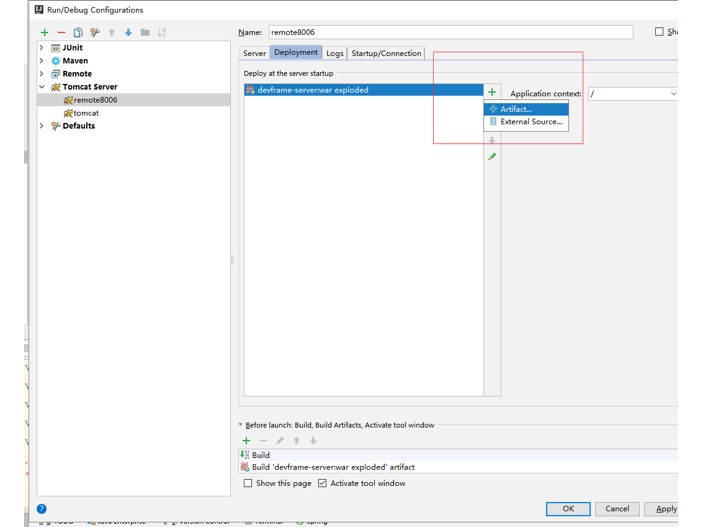 Run/Debug Configurations
Name: remote8006
JUnit
Maven
Remote
Tomcat Server
remote8006
tomcat
Defaults
Server Deployment Logs Startup/Connection
Deploy at the server startup
devframe-server:war exploded
Application context: /
Artifact...
External Source...
Before launch: Build, Build Artifacts, Activate tool window
Build
Build 'devframe-server:war exploded' artifact
Show this page Activate tool window
? OK Cancel Apply